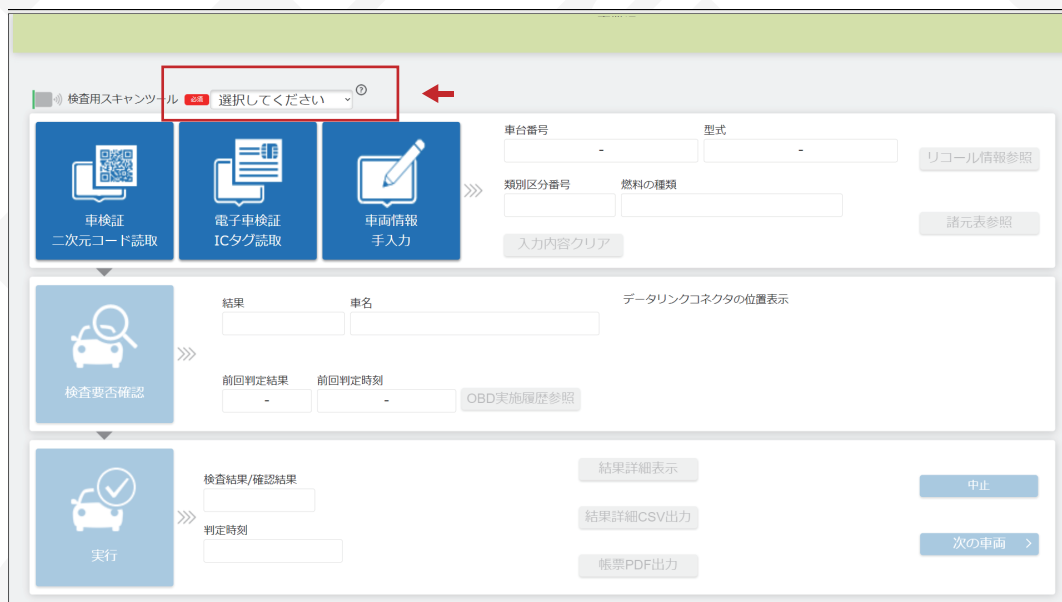 検査用スキャンツール 必須 選択してください ?
車検証
二次元コード読取
電子車検証
ICタグ読取
車両情報
手入力
車台番号 型式
- -
リコール情報参照
類別区分番号 燃料の種類
諸元表参照
入力内容クリア
検査要否確認
結果 車名 データリンクコネクタの位置表示
前回判定結果 前回判定時刻
- -
OBD実施履歴参照
実行
検査結果/確認結果
判定時刻
結果詳細表示
結果詳細CSV出力
帳票PDF出力
中止
次の車両 >